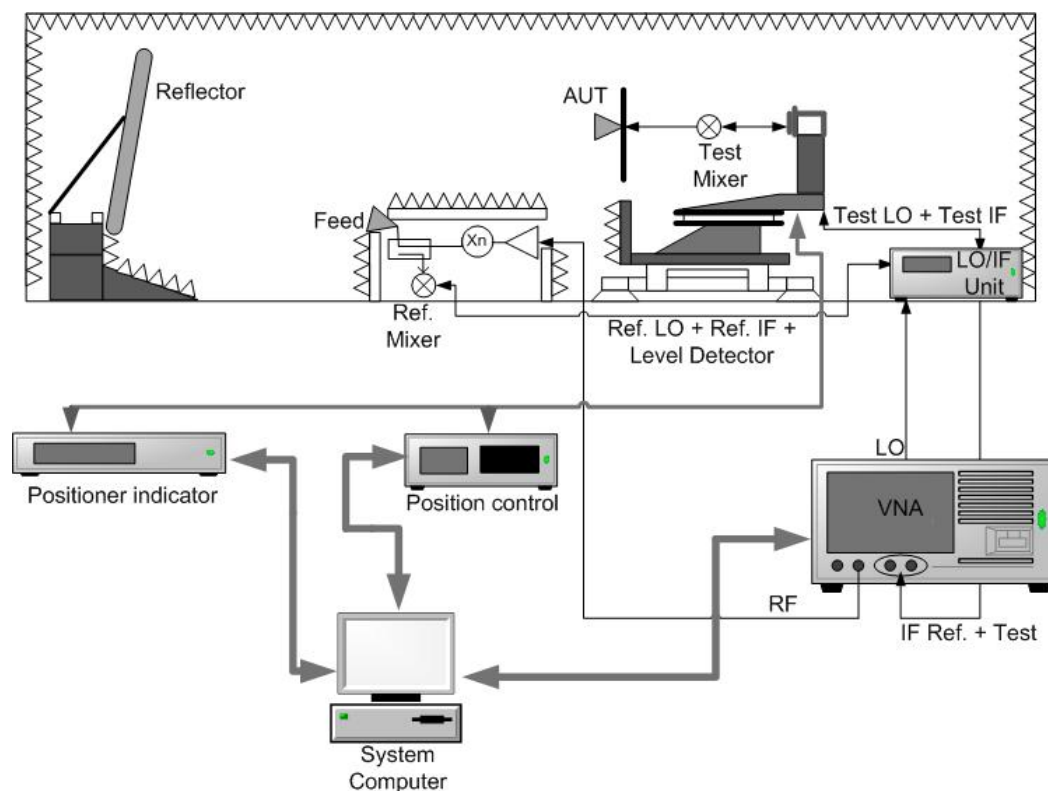 Reflector
AUT
Test
Mixer
Feed
Xn
Test LO + Test IF
LO/IF
Unit
Ref.
Mixer
Ref. LO + Ref. IF +
Level Detector
LO
Positioner indicator
Position control
VNA
RF
IF Ref. + Test
System
Computer